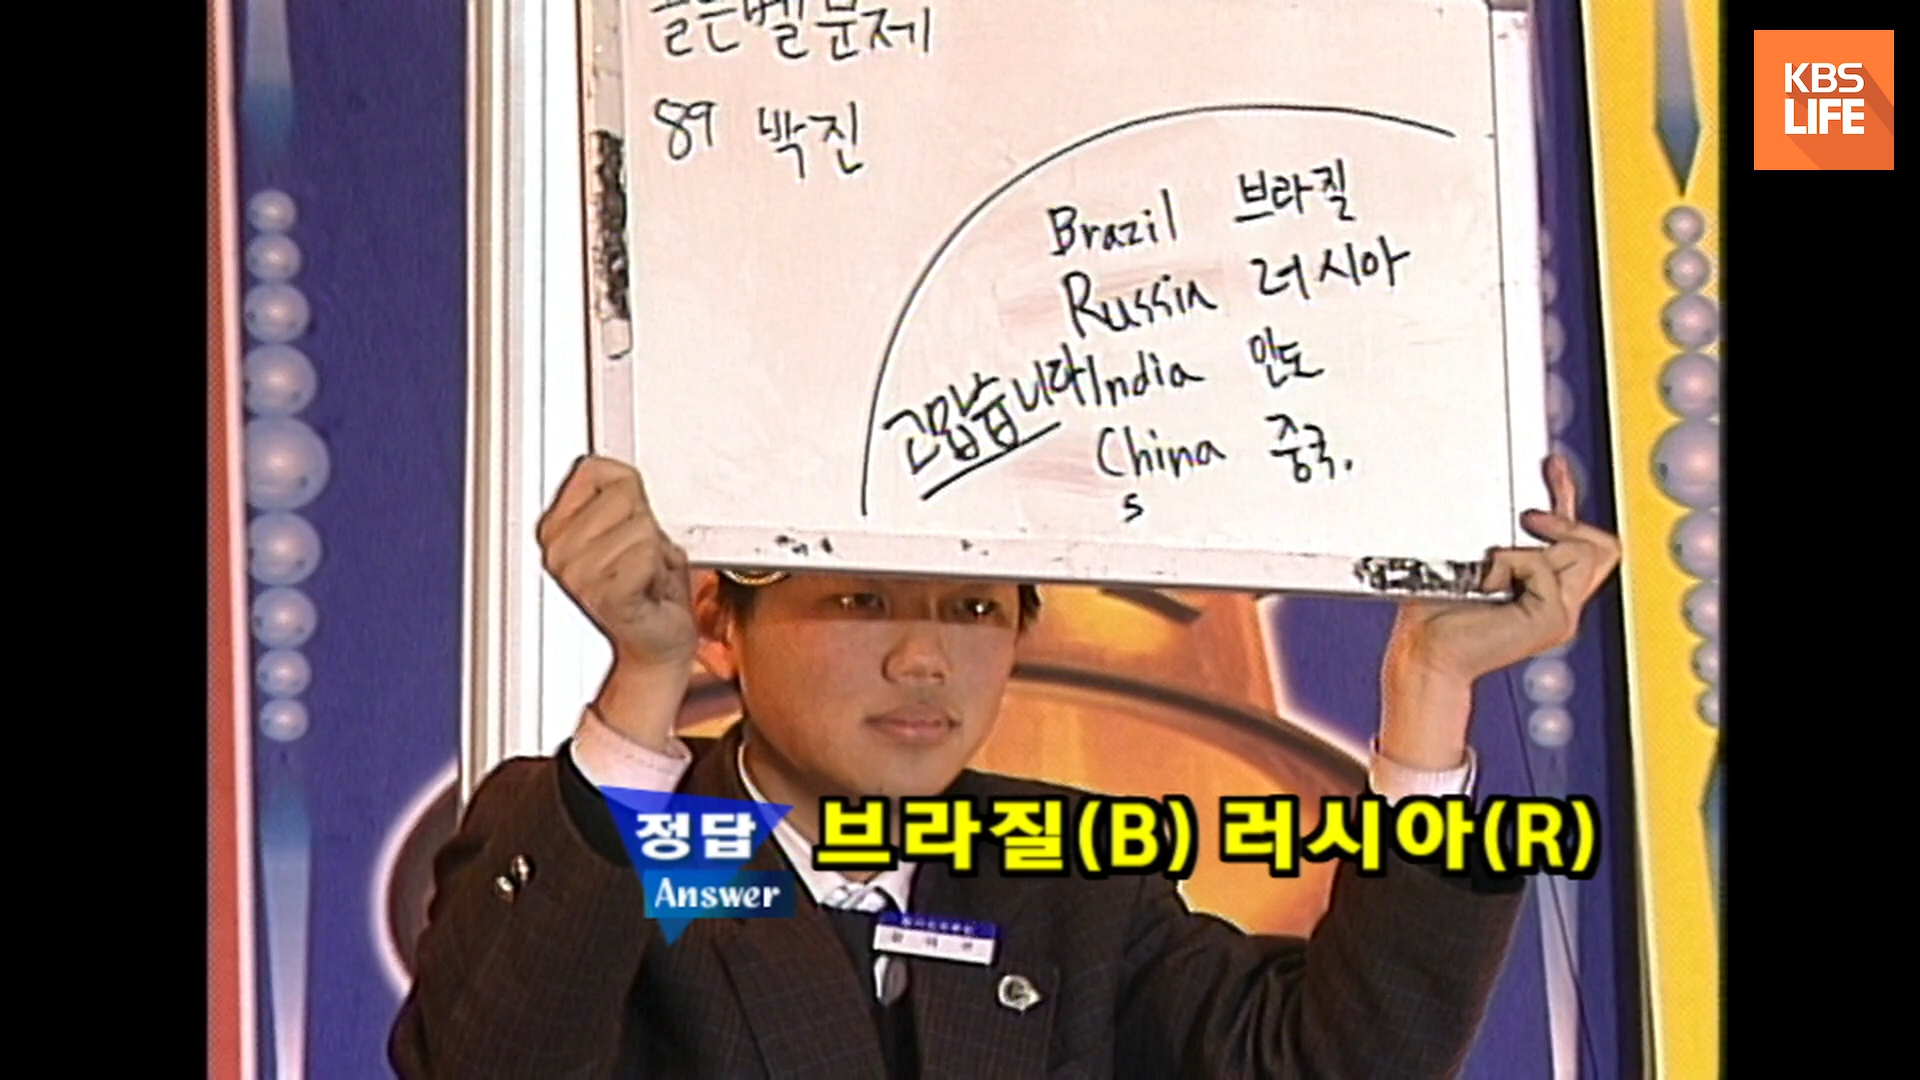 골든벨문제
89 박진
Brazil 브라질
Russia 러시아
India 인도
고맙습니다
China 중국.
s
KBS
LIFE
정답 브라질(B) 러시아(R)
Answer